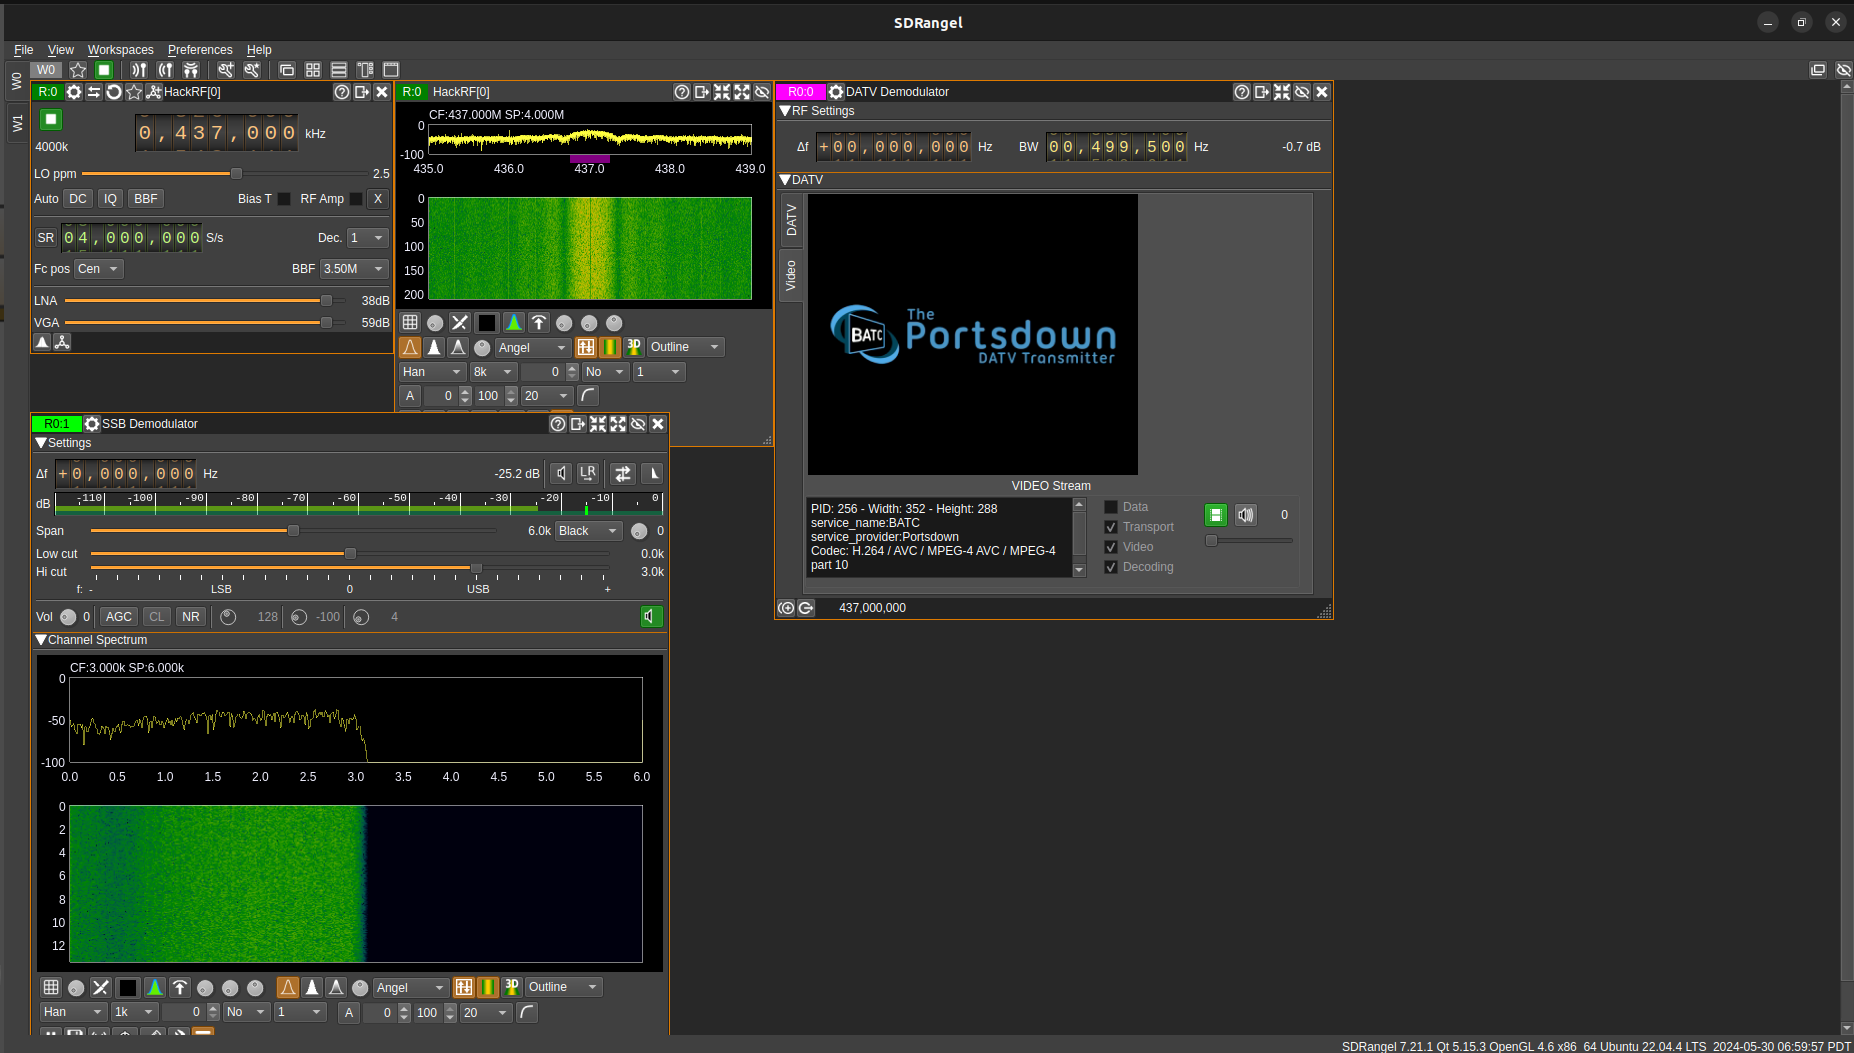 SDRangel
File View Workspaces Preferences Help
W0 W0
W1
R:0 HackRF[0]
0,437,000 kHz
4000k
LO ppm 2.5
Auto DC IQ BBF Bias T RF Amp X
SR 04,000,000 S/s Dec. 1
Fc pos Cen BBF 3.50M
LNA 38dB
VGA 59dB
R:0 HackRF[0]
CF:437.000M SP:4.000M
0
-100
435.0 436.0 437.0 438.0 439.0
0
50
100
150
200
Angel 3D Outline
Han 8k 0 No 1
A 0 100 20
R0:0 DATV Demodulator
RF Settings
Δf +00,000,000 Hz BW 00,499,500 Hz -0.7 dB
DATV
DATV
Video
BATC The Portsdown
DATV Transmitter
VIDEO Stream
PID: 256 - Width: 352 - Height: 288
service_name:BATC
service_provider:Portsdown
Codec: H.264 / AVC / MPEG-4 AVC / MPEG-4
part 10
Data
Transport
Video
Decoding
0
437,000,000
R0:1 SSB Demodulator
Settings
Δf +0,000,000 Hz -25.2 dB LR
dB -110 -100 -90 -80 -70 -60 -50 -40 -30 -20 -10 0
Span 6.0k Black 0
Low cut 0.0k
Hi cut 3.0k
f: - LSB 0 USB +
Vol 0 AGC CL NR 128 -100 4
Channel Spectrum
CF:3.000k SP:6.000k
0
-50
-100
0.0 0.5 1.0 1.5 2.0 2.5 3.0 3.5 4.0 4.5 5.0 5.5 6.0
0
2
4
6
8
10
12
Angel 3D Outline
Han 1k 0 No 1 A 0 100 20
SDRangel 7.21.1 Qt 5.15.3 OpenGL 4.6 x86_64 Ubuntu 22.04.4 LTS 2024-05-30 06:59:57 PDT